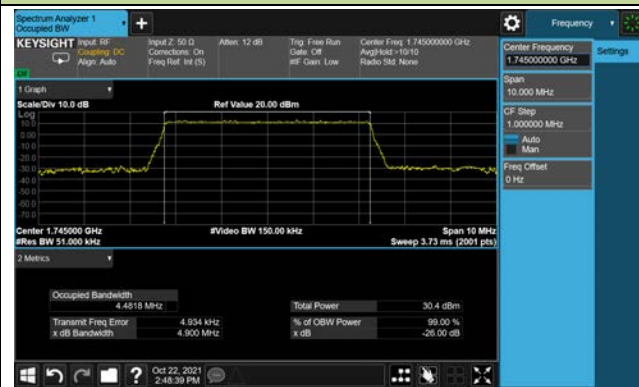 Spectrum Analyzer 1
Occupied BW
Frequency
KEYSIGHT
Input: RF
Coupling: DC
Align: Auto
Input Z: 50 Ω
Corrections: On
Freq Ref: Int (S)
Atten: 12 dB
Trig: Free Run
Gate: Off
#IF Gain: Low
Center Freq: 1.745000000 GHz
Avg|Hold:>10/10
Radio Std: None
Center Frequency
1.745000000 GHz
Settings
Span
10.000 MHz
CF Step
1.000000 MHz
Auto
Man
Freq Offset
0 Hz
1 Graph
Scale/Div 10.0 dB
Ref Value 20.00 dBm
Log
10.0
0.00
-10.0
-20.0
-30.0
-40.0
-50.0
-60.0
-70.0
Center 1.745000 GHz
#Video BW 150.00 kHz
Span 10 MHz
#Res BW 51.000 kHz
Sweep 3.73 ms (2001 pts)
2 Metrics
Occupied Bandwidth
4.4818 MHz
Total Power
30.4 dBm
Transmit Freq Error
4.934 kHz
% of OBW Power
99.00 %
x dB Bandwidth
4.900 MHz
x dB
-26.00 dB
?
Oct 22, 2021
2:48:39 PM